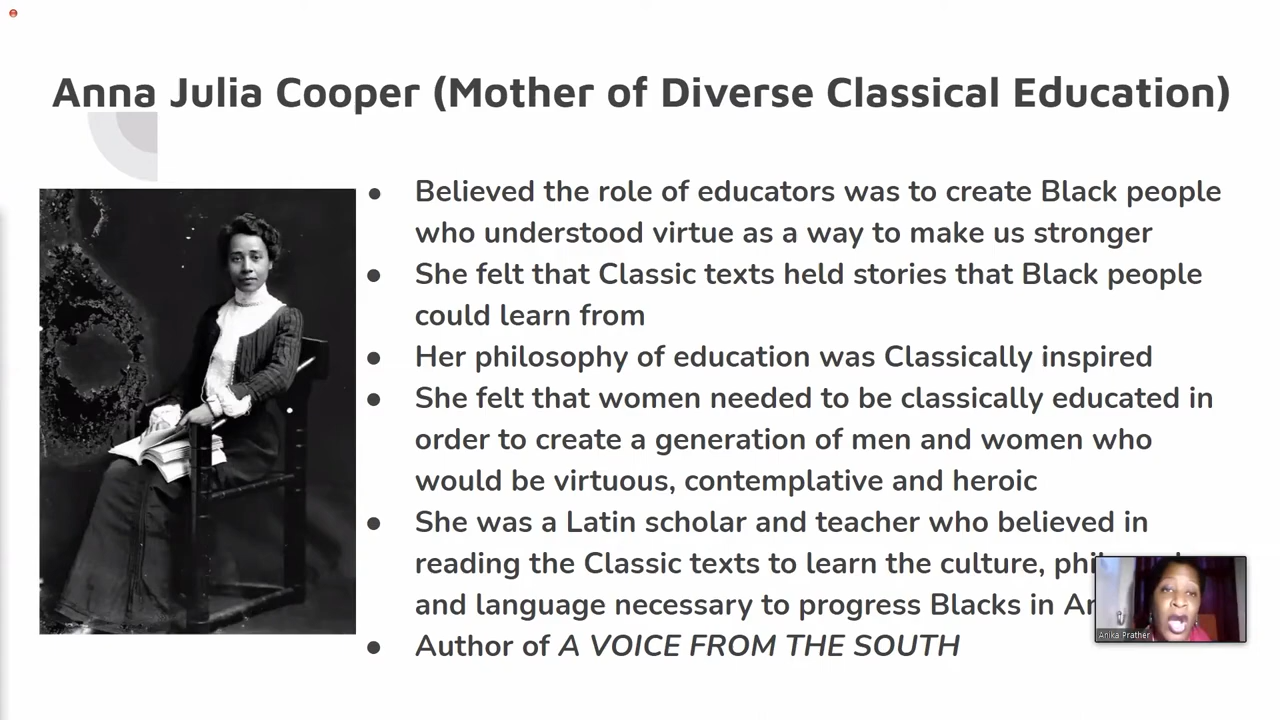 Anna Julia Cooper (Mother of Diverse Classical Education)
● Believed the role of educators was to create Black people
who understood virtue as a way to make us stronger
● She felt that Classic texts held stories that Black people
could learn from
● Her philosophy of education was Classically inspired
● She felt that women needed to be classically educated in
order to create a generation of men and women who
would be virtuous, contemplative and heroic
● She was a Latin scholar and teacher who believed in
reading the Classic texts to learn the culture,
and language necessary to progress Blacks in
● Author of A VOICE FROM THE SOUTH
Anika Prather